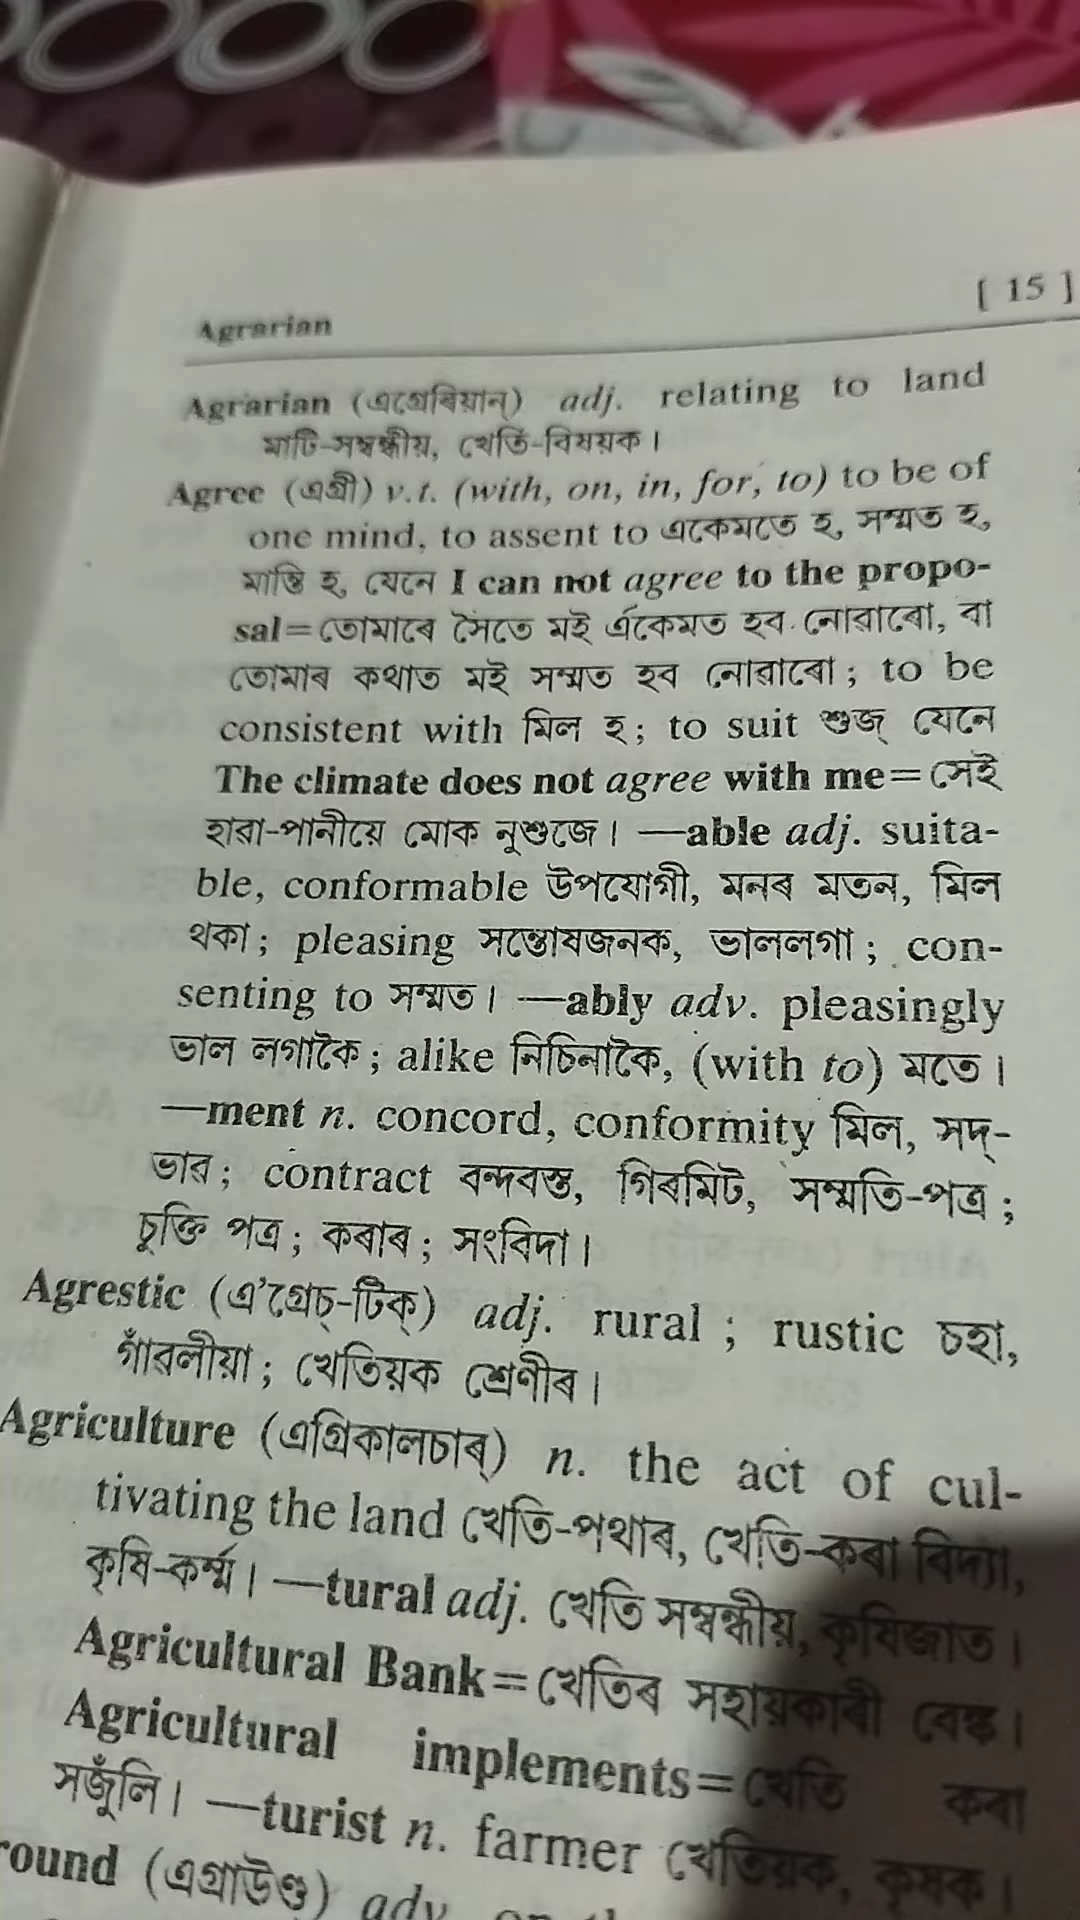 [ 15 ]
Agrarian
Agrarian (এগ্ৰেৰিয়ান্) adj. relating to land
মাটি-সম্বন্ধীয়, খেতি-বিষয়ক।
Agree (এগ্ৰী) v.t. (with, on, in, for, to) to be of
one mind, to assent to একেমতে হ, সন্মত হ,
মান্তি হ, যেনে I can not agree to the propo-
sal=তোমাৰে সৈতে মই এঁকেমত হব নোৱাৰো, বা
তোমাৰ কথাত মই সন্মত হব নোৱাৰো; to be
consistent with মিল হ; to suit শুজ্ যেনে
The climate does not agree with me=সেই
হাৱা-পানীয়ে মোক নুশুজে। —able adj. suita-
ble, conformable উপযোগী, মনৰ মতন, মিল
থকা; pleasing সন্তোষজনক, ভাললগা; con-
senting to সন্মত। —ably adv. pleasingly
ভাল লগাকৈ; alike নিচিনাকৈ, (with to) মতে।
—ment n. concord, conformity মিল, সদ্-
ভাৱ; contract বন্দবস্ত, গিৰমিট, সম্মতি-পত্ৰ;
চুক্তি পত্ৰ; কৰাৰ; সংবিদা।
Agrestic (এ'গ্ৰেচ্-টিক্) adj. rural ; rustic চহা,
গাঁৱলীয়া; খেতিয়ক শ্ৰেণীৰ।
Agriculture (এগ্ৰিকালচাৰ্) n. the act of cul-
tivating the land খেতি-পথাৰ, খেতি-কৰা বিদ্যা,
কৃষি-কৰ্ম্ম। —tural adj. খেতি সম্বন্ধীয়, কৃষিজাত।
Agricultural Bank=খেতিৰ সহায়কাৰী বেঙ্ক।
Agricultural implements=খেতি কৰা
সজুঁলি। —turist n. farmer খেতিয়ক, কৃষক।
round (এগ্ৰাউণ্ড) adv